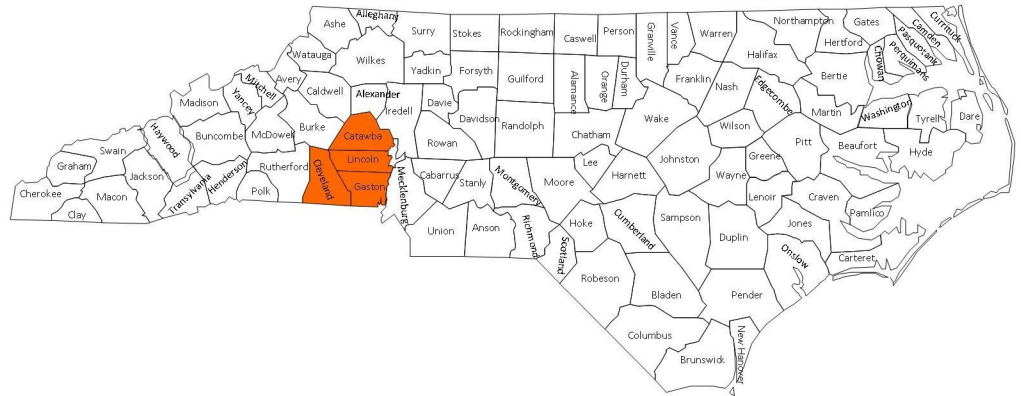 Ashe
Alleghany
Surry
Stokes
Rockingham
Caswell
Person
Granville
Vance
Warren
Northampton
Gates
Hertford
Camden
Currituck
Pasquotank
Perquimans
Chowan
Halifax
Bertie
Watauga
Wilkes
Yadkin
Forsyth
Guilford
Alamance
Orange
Durham
Franklin
Nash
Edgecombe
Martin
Washington
Tyrell
Dare
Mitchell
Avery
Caldwell
Alexander
Iredell
Davie
Davidson
Randolph
Chatham
Wake
Wilson
Pitt
Beaufort
Hyde
Madison
Yancey
Buncombe
McDowell
Burke
Catawba
Rowan
Haywood
Swain
Graham
Jackson
Cherokee
Macon
Clay
Transylvania
Henderson
Rutherford
Polk
Cleveland
Lincoln
Gaston
Mecklenburg
Cabarrus
Stanly
Montgomery
Moore
Lee
Harnett
Johnston
Wayne
Greene
Lenoir
Craven
Pamlico
Jones
Carteret
Onslow
Union
Anson
Richmond
Scotland
Hoke
Cumberland
Sampson
Duplin
Robeson
Bladen
Pender
Columbus
Brunswick
New Hanover